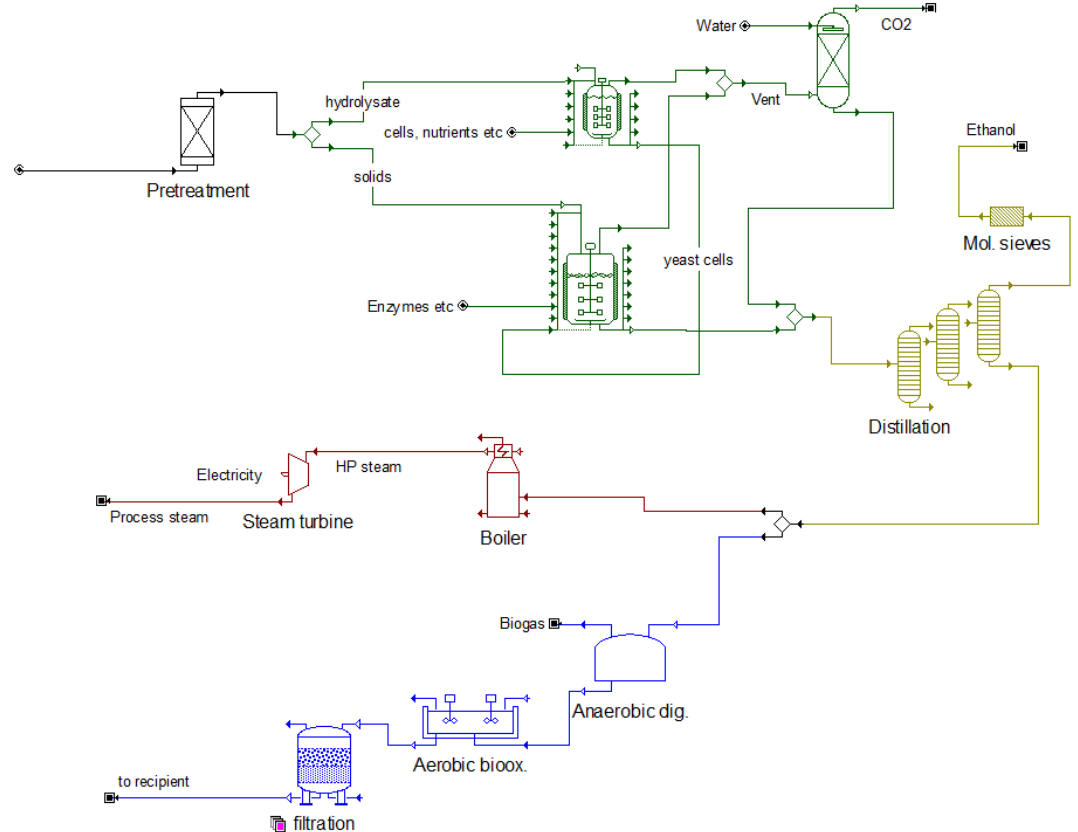 Water
CO2
Vent
hydrolysate
cells, nutrients etc
Ethanol
solids
Pretreatment
Mol. sieves
yeast cells
Enzymes etc
Distillation
HP steam
Electricity
Process steam
Steam turbine
Boiler
Biogas
Anaerobic dig.
Aerobic bioox.
to recipient
filtration